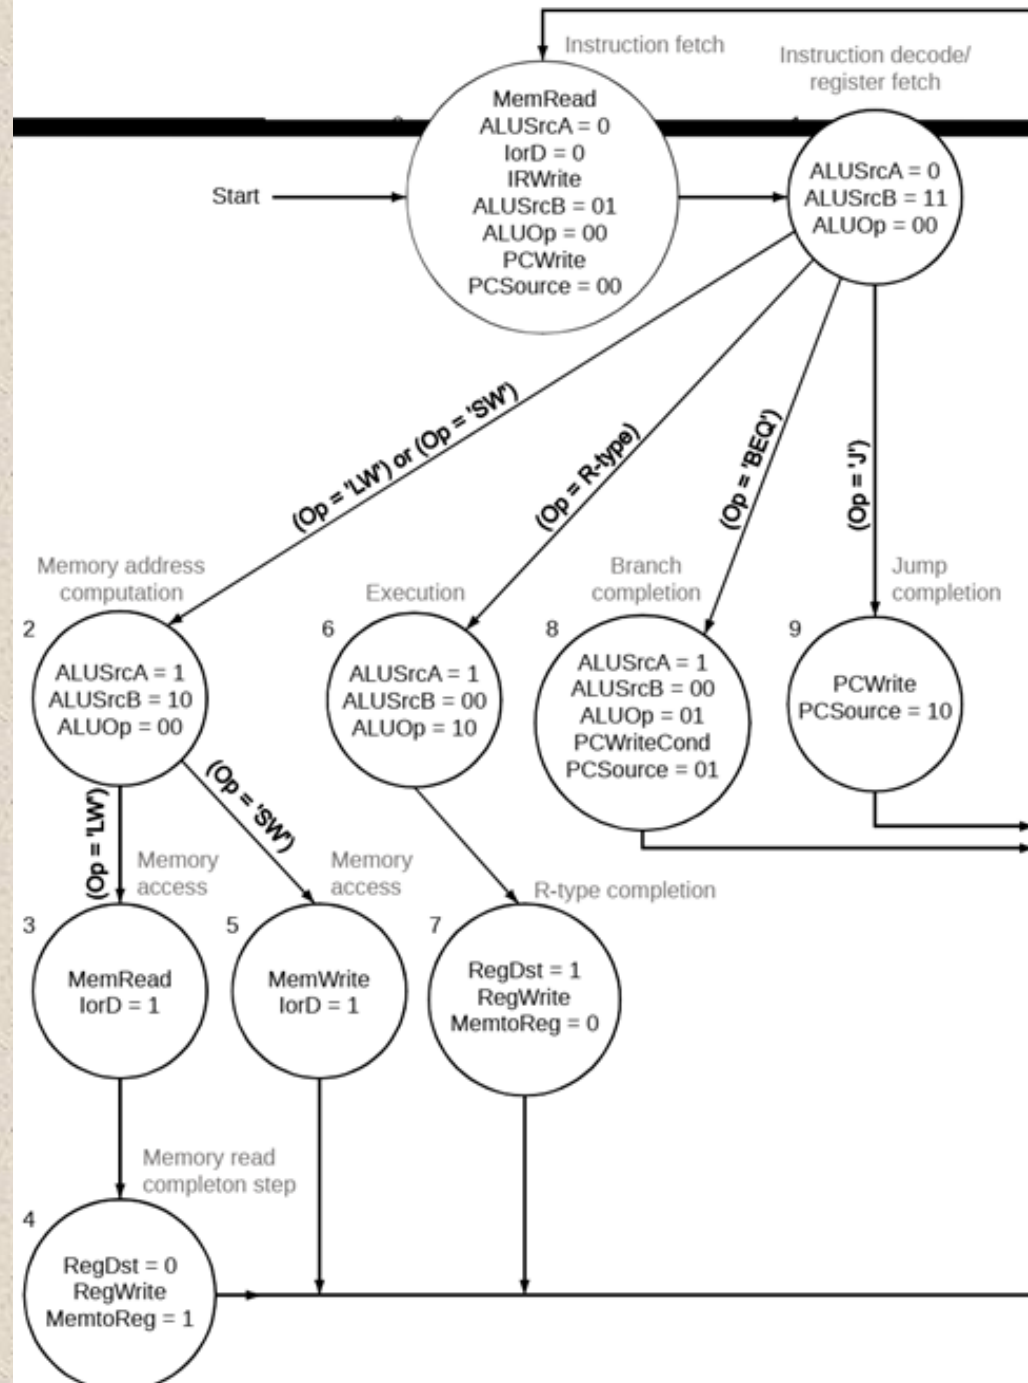 Instruction fetch
Instruction decode/
register fetch
MemRead
ALUSrcA = 0
IorD = 0
IRWrite
ALUSrcB = 01
ALUOp = 00
PCWrite
PCSource = 00
Start
ALUSrcA = 0
ALUSrcB = 11
ALUOp = 00
(Op = 'LW') or (Op = 'SW')
(Op = R-type)
(Op = 'BEQ')
(Op = 'J')
Memory address
computation
2
ALUSrcA = 1
ALUSrcB = 10
ALUOp = 00
Execution
6
ALUSrcA = 1
ALUSrcB = 00
ALUOp = 10
Branch
completion
8
ALUSrcA = 1
ALUSrcB = 00
ALUOp = 01
PCWriteCond
PCSource = 01
Jump
completion
9
PCWrite
PCSource = 10
(Op = 'LW')
(Op = 'SW')
Memory
access
3
MemRead
IorD = 1
Memory
access
5
MemWrite
IorD = 1
R-type completion
7
RegDst = 1
RegWrite
MemtoReg = 0
Memory read
completon step
4
RegDst = 0
RegWrite
MemtoReg = 1